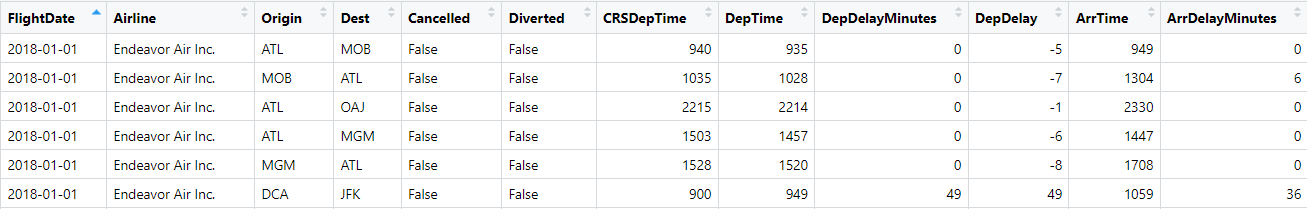 FlightDate Airline Origin Dest Cancelled Diverted CRSDepTime DepTime DepDelayMinutes DepDelay ArrTime ArrDelayMinutes
2018-01-01 Endeavor Air Inc. ATL MOB False False 940 935 0 -5 949 0
2018-01-01 Endeavor Air Inc. MOB ATL False False 1035 1028 0 -7 1304 6
2018-01-01 Endeavor Air Inc. ATL OAJ False False 2215 2214 0 -1 2330 0
2018-01-01 Endeavor Air Inc. ATL MGM False False 1503 1457 0 -6 1447 0
2018-01-01 Endeavor Air Inc. MGM ATL False False 1528 1520 0 -8 1708 0
2018-01-01 Endeavor Air Inc. DCA JFK False False 900 949 49 49 1059 36